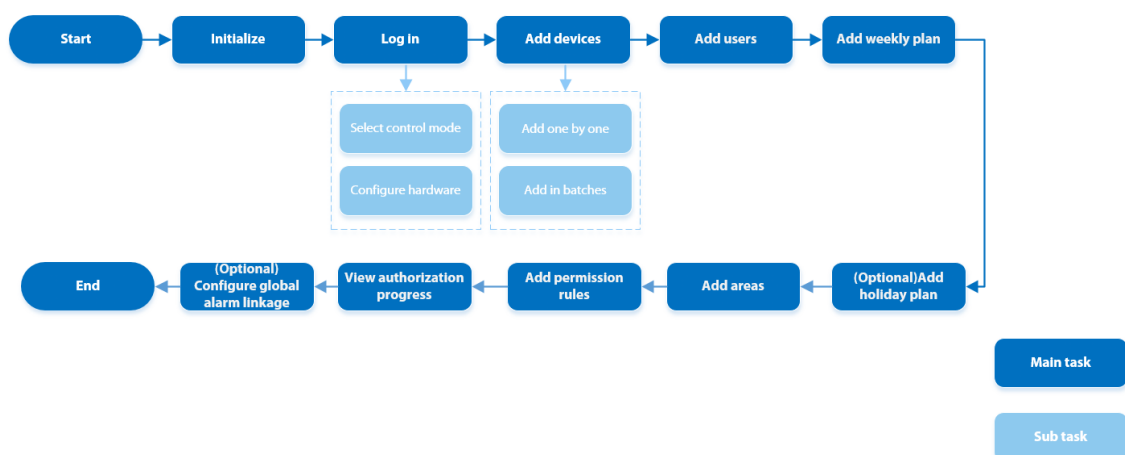 Start
Initialize
Log in
Add devices
Add users
Add weekly plan
Select control mode
Add one by one
Configure hardware
Add in batches
End
(Optional)
Configure global
alarm linkage
View authorization
progress
Add permission
rules
Add areas
(Optional)Add
holiday plan
Main task
Sub task